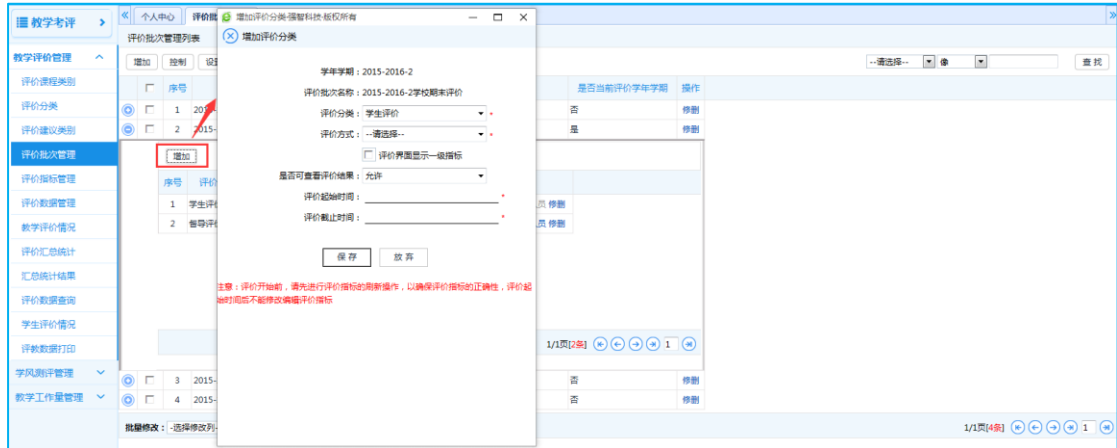 教学考评
教学评价管理
评价课程类别
评价分类
评价建议类别
评价批次管理
评价指标管理
评价数据管理
教学评价情况
评价汇总统计
汇总统计结果
评价数据查询
学生评价情况
评教数据打印
学风测评管理
教学工作量管理
个人中心 评价批
评价批次管理列表
增加 控制
--请选择-- 像 查 找
序号 是否当前评价学年学期 操作
1 否 修删
2 2015- 是 修删
增加
序号 评价
1 学生评价 员 修删
2 督导评价 员 修删
1/1页[2条] 1
3 2015- 否 修删
4 2015- 否 修删
批量修改： -选择修改列-
1/1页[4条] 1
增加评价分类-强智科技-版权所有
增加评价分类
学年学期：2015-2016-2
评价批次名称：2015-2016-2学校期末评价
评价分类：学生评价 *
评价方式：--请选择-- *
评价界面显示一级指标
是否可查看评价结果：允许
评价起始时间： *
评价截止时间： *
保 存 放 弃
注意：评价开始前，请先进行评价指标的刷新操作，以确保评价指标的正确性，评价起
始时间后不能修改编辑评价指标